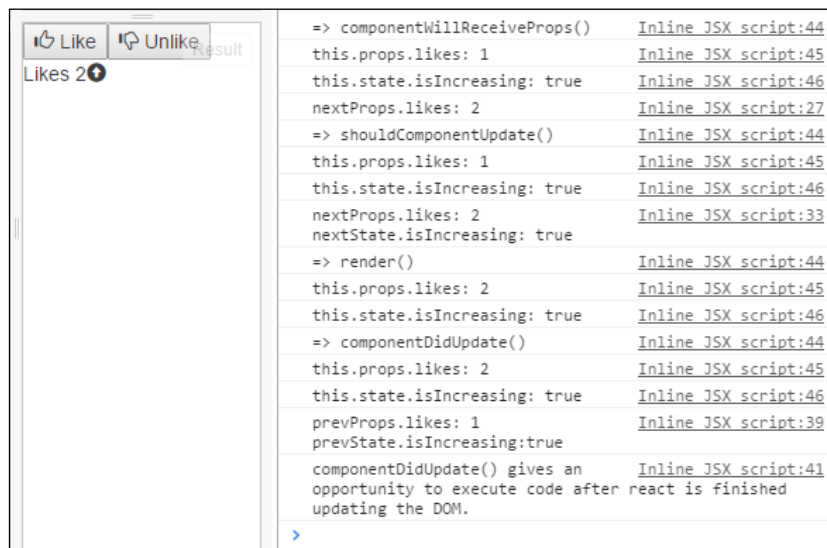 Like Unlike
Result
Likes 2
=> componentWillReceiveProps() Inline JSX script:44
this.props.likes: 1 Inline JSX script:45
this.state.isIncreasing: true Inline JSX script:46
nextProps.likes: 2 Inline JSX script:27
=> shouldComponentUpdate() Inline JSX script:44
this.props.likes: 1 Inline JSX script:45
this.state.isIncreasing: true Inline JSX script:46
nextProps.likes: 2 Inline JSX script:33
nextState.isIncreasing: true
=> render() Inline JSX script:44
this.props.likes: 2 Inline JSX script:45
this.state.isIncreasing: true Inline JSX script:46
=> componentDidUpdate() Inline JSX script:44
this.props.likes: 2 Inline JSX script:45
this.state.isIncreasing: true Inline JSX script:46
prevProps.likes: 1 Inline JSX script:39
prevState.isIncreasing:true
componentDidUpdate() gives an Inline JSX script:41
opportunity to execute code after react is finished
updating the DOM.
>